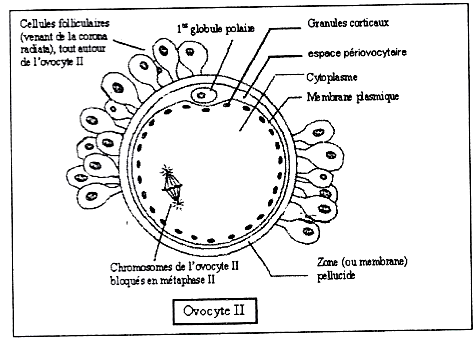 Cellules folliculaires
(venant de la corona
radiata), tout autour
de l'ovocyte II
1er globule polaire
Granules corticaux
espace périovocytaire
Cytoplasme
Membrane plasmique
Chromosomes de l'ovocyte II
bloqués en métaphase II
Zone (ou membrane)
pellucide
Ovocyte II